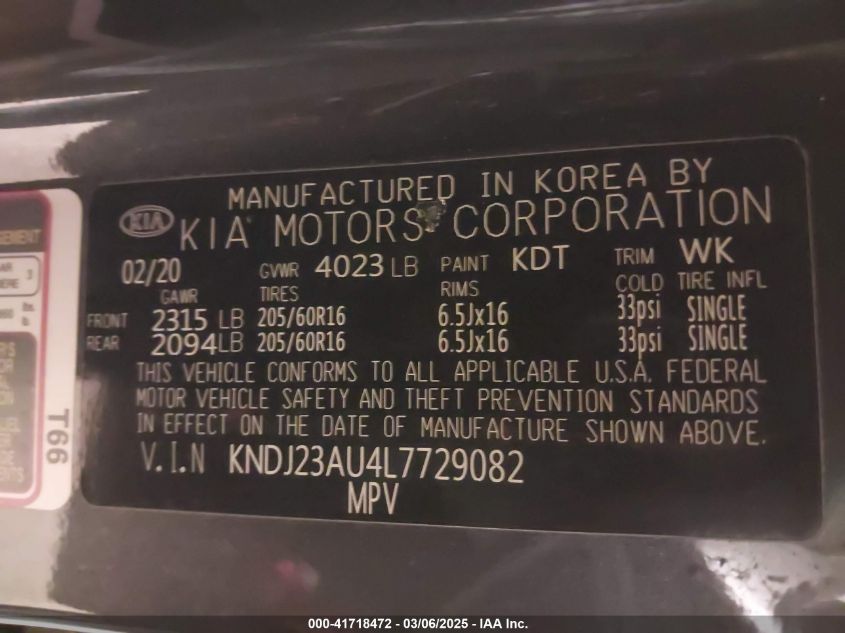 MANUFACTURED IN KOREA BY
KIA KIA MOTORS CORPORATION
02/20 GVWR 4023 LB PAINT KDT TRIM WK
GAWR TIRES RIMS COLD TIRE INFL
FRONT 2315 LB 205/60R16 6.5Jx16 33psi SINGLE
REAR 2094LB 205/60R16 6.5Jx16 33psi SINGLE
THIS VEHICLE CONFORMS TO ALL APPLICABLE U.S.A. FEDERAL
MOTOR VEHICLE SAFETY AND THEFT PREVENTION STANDARDS
IN EFFECT ON THE DATE OF MANUFACTURE SHOWN ABOVE.
V.I.N KNDJ23AU4L7729082
MPV
T66
000-41718472 - 03/06/2025 - IAA Inc.